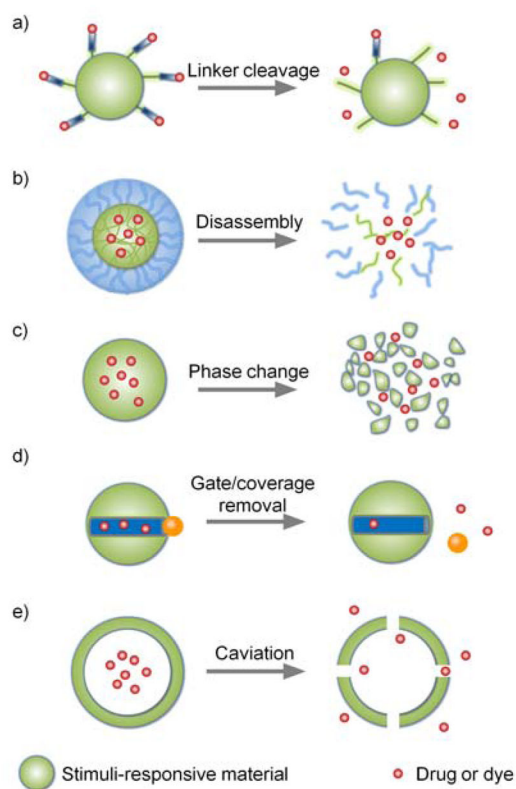 a)
Linker cleavage
b)
Disassembly
c)
Phase change
d)
Gate/coverage
removal
e)
Caviation
Stimuli-responsive material
Drug or dye